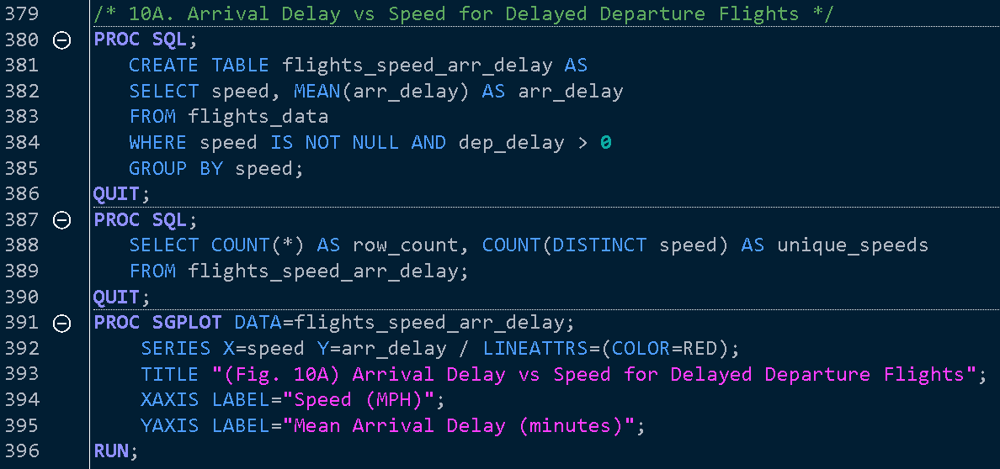 379 /* 10A. Arrival Delay vs Speed for Delayed Departure Flights */
380 PROC SQL;
381 CREATE TABLE flights_speed_arr_delay AS
382 SELECT speed, MEAN(arr_delay) AS arr_delay
383 FROM flights_data
384 WHERE speed IS NOT NULL AND dep_delay > 0
385 GROUP BY speed;
386 QUIT;
387 PROC SQL;
388 SELECT COUNT(*) AS row_count, COUNT(DISTINCT speed) AS unique_speeds
389 FROM flights_speed_arr_delay;
390 QUIT;
391 PROC SGPLOT DATA=flights_speed_arr_delay;
392 SERIES X=speed Y=arr_delay / LINEATTRS=(COLOR=RED);
393 TITLE "(Fig. 10A) Arrival Delay vs Speed for Delayed Departure Flights";
394 XAXIS LABEL="Speed (MPH)";
395 YAXIS LABEL="Mean Arrival Delay (minutes)";
396 RUN;